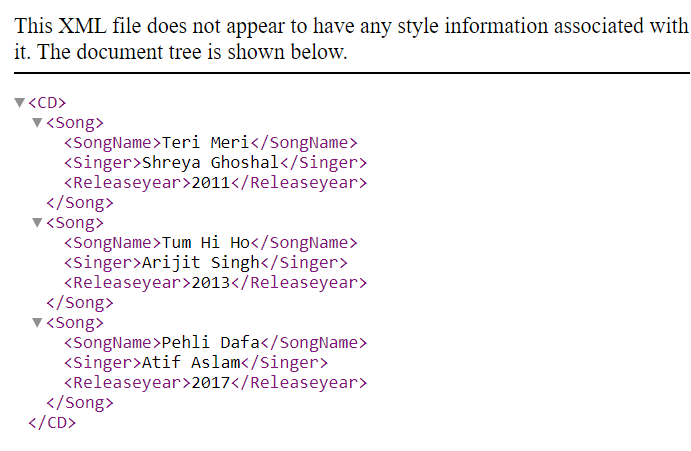 This XML file does not appear to have any style information associated with
it. The document tree is shown below.
▼<CD>
▼<Song>
<SongName>Teri Meri</SongName>
<Singer>Shreya Ghoshal</Singer>
<Releaseyear>2011</Releaseyear>
</Song>
▼<Song>
<SongName>Tum Hi Ho</SongName>
<Singer>Arijit Singh</Singer>
<Releaseyear>2013</Releaseyear>
</Song>
▼<Song>
<SongName>Pehli Dafa</SongName>
<Singer>Atif Aslam</Singer>
<Releaseyear>2017</Releaseyear>
</Song>
</CD>